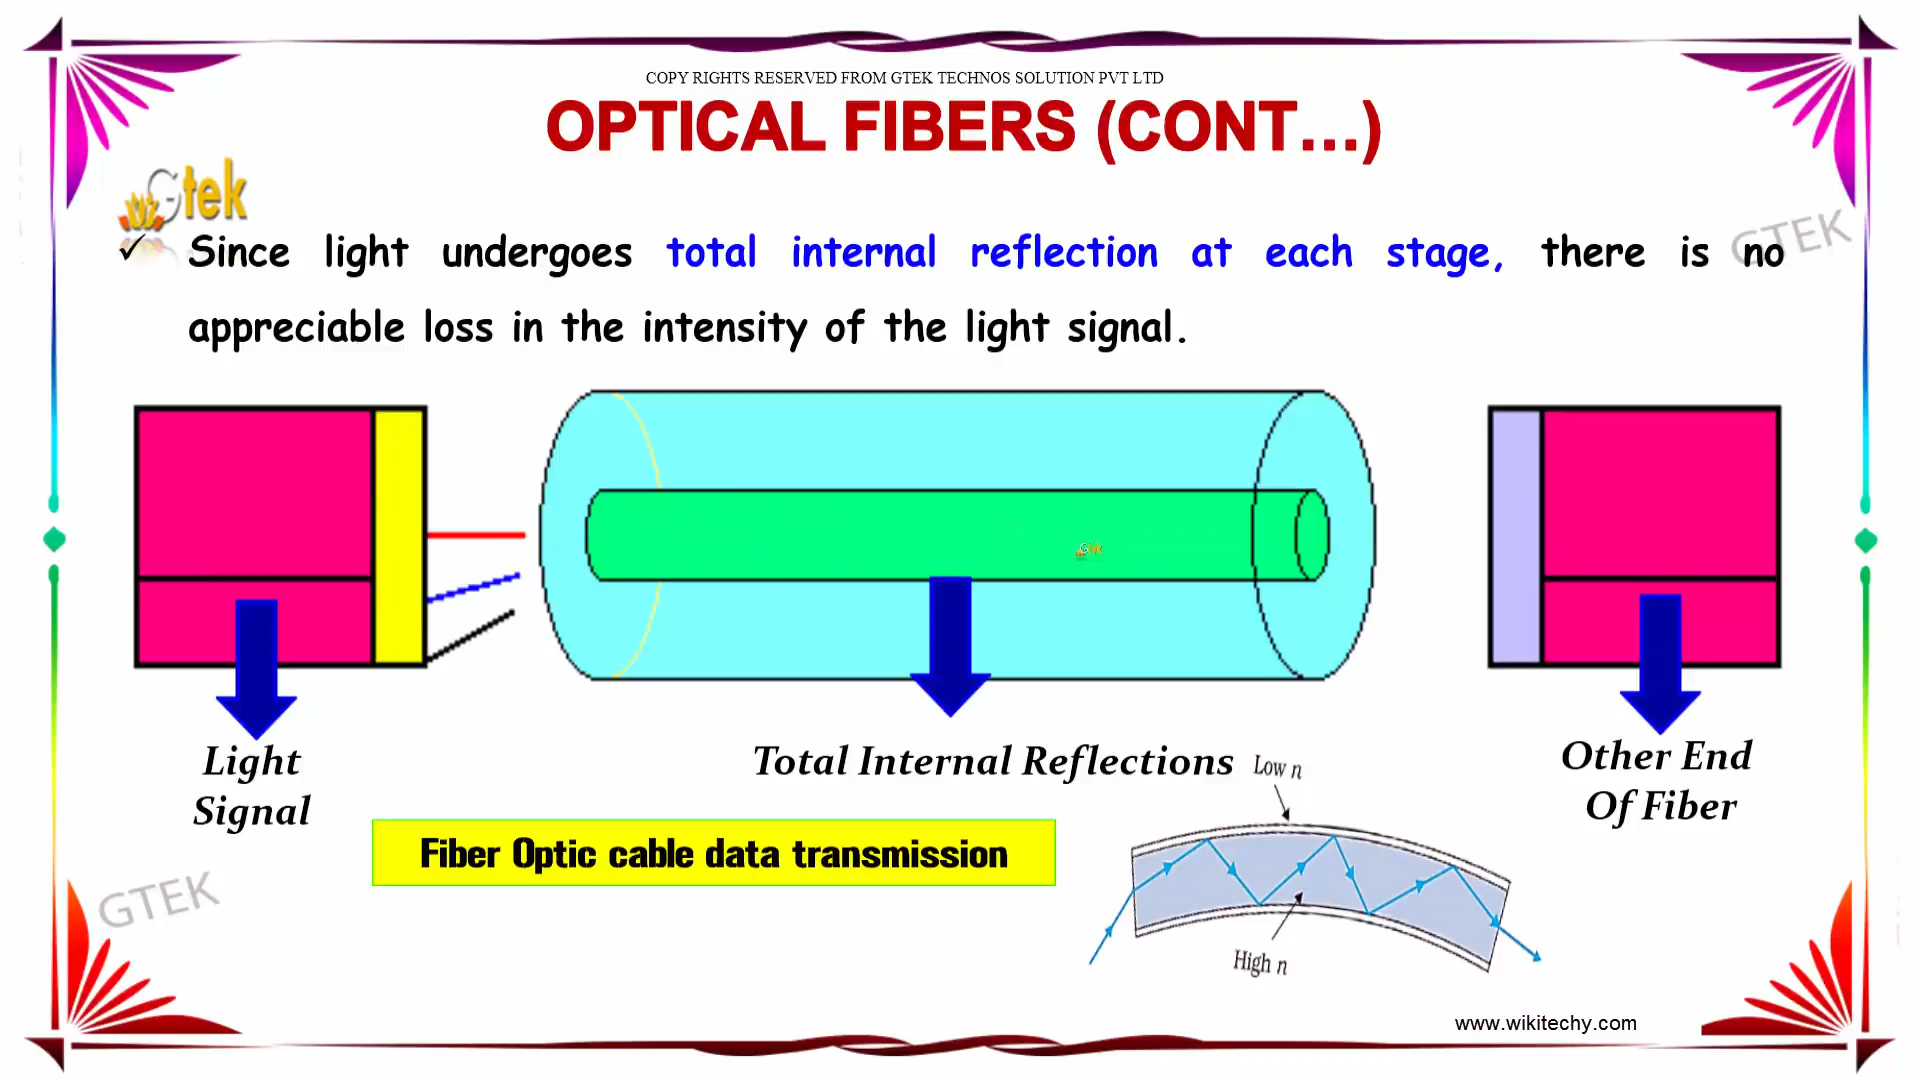 COPY RIGHTS RESERVED FROM GTEK TECHNOS SOLUTION PVT LTD
OPTICAL FIBERS (CONT...)
Gtek
✓ Since light undergoes total internal reflection at each stage, there is no
GTEK
appreciable loss in the intensity of the light signal.
Gtek
Light
Signal
Total Internal Reflections
Low n
Other End
Of Fiber
Fiber Optic cable data transmission
GTEK
High n
www.wikitechy.com